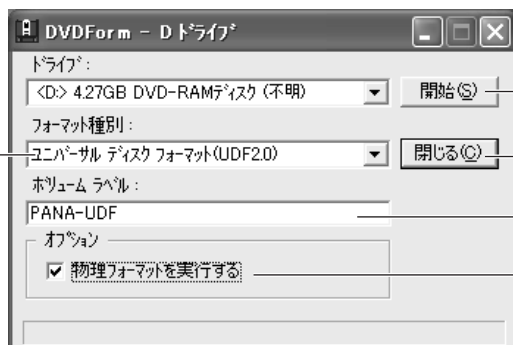 DVDForm - D ﾄﾞﾗｲﾌﾞ
ﾄﾞﾗｲﾌﾞ:
<D:> 4.27GB DVD-RAMﾃﾞｨｽｸ (不明)
開始(S)
ﾌｫｰﾏｯﾄ種別:
ﾕﾆﾊﾞｰｻﾙ ﾃﾞｨｽｸ ﾌｫｰﾏｯﾄ(UDF2.0)
閉じる(C)
ﾎﾞﾘｭｰﾑ ﾗﾍﾞﾙ:
PANA-UDF
ｵﾌﾟｼｮﾝ
物理ﾌｫｰﾏｯﾄを実行する